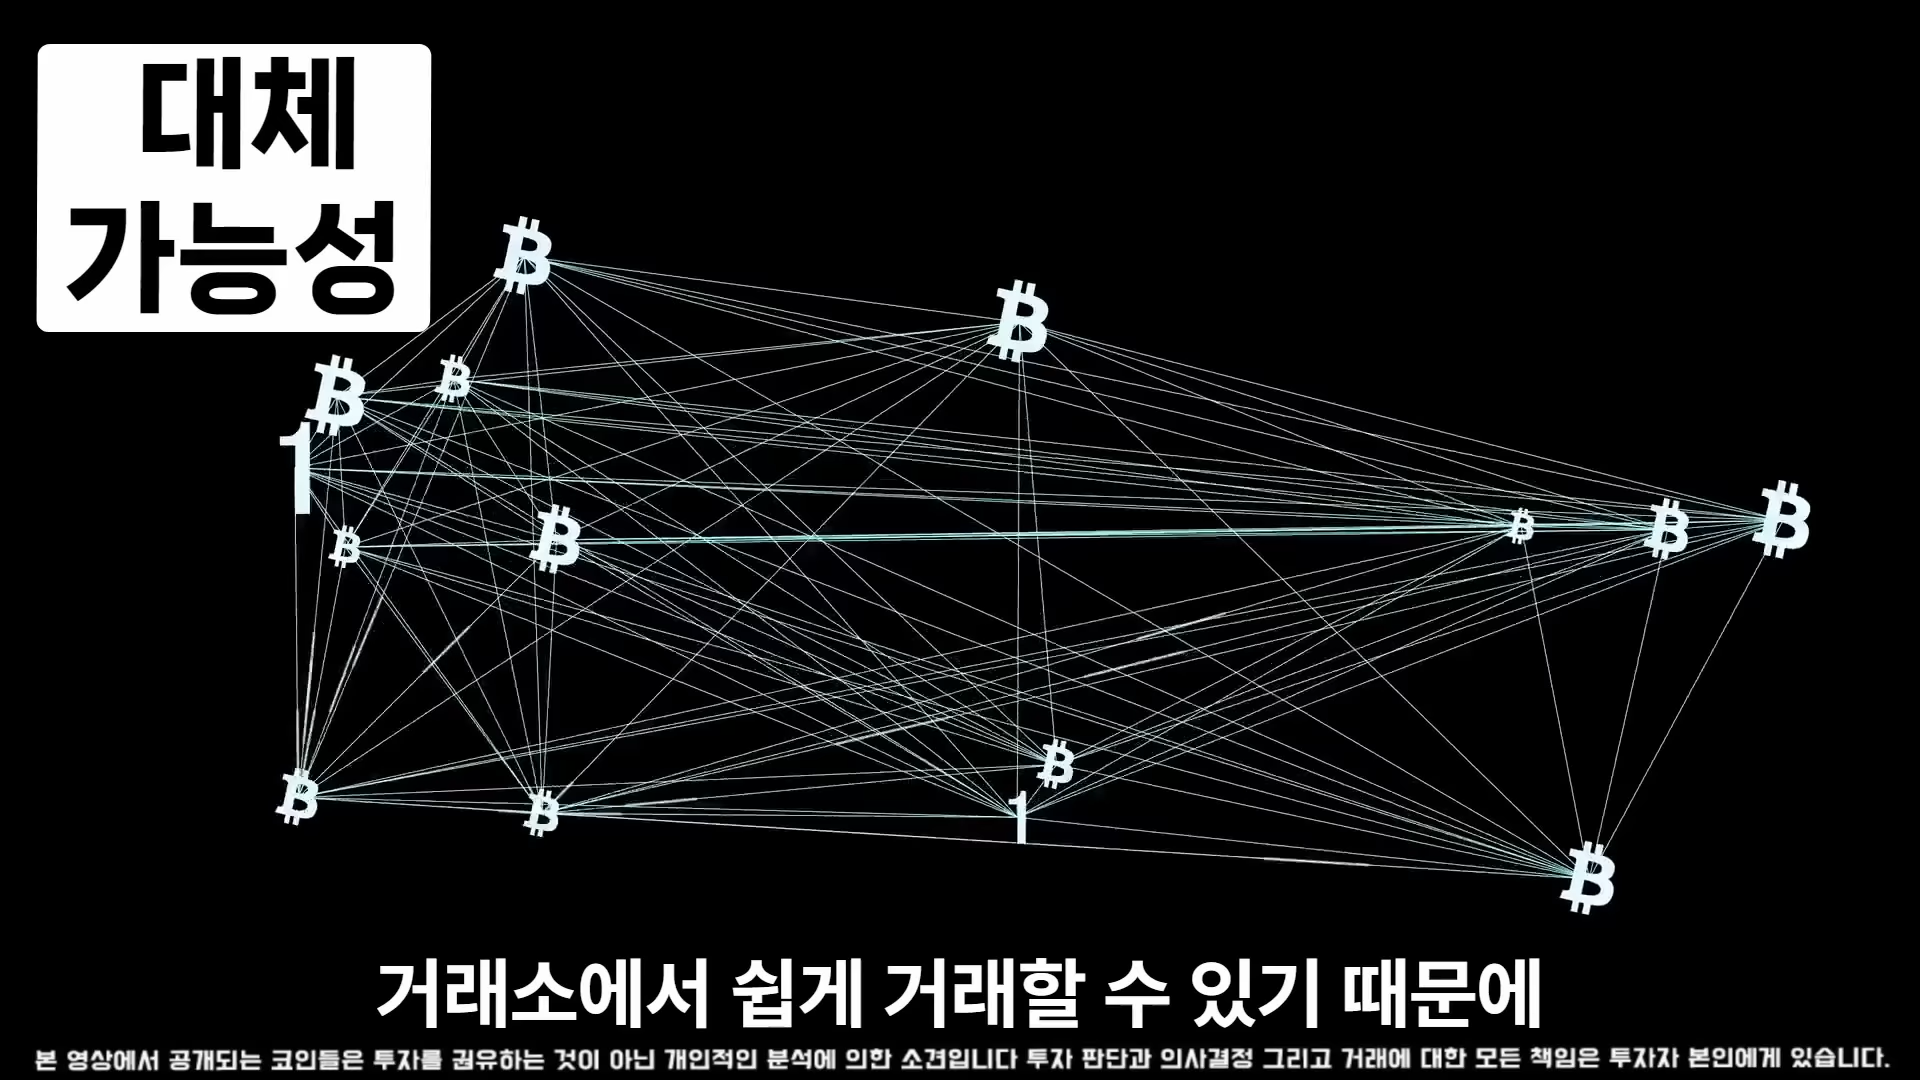 대체
가능성
1
1
거래소에서 쉽게 거래할 수 있기 때문에
본 영상에서 공개되는 코인들은 투자를 권유하는 것이 아닌 개인적인 분석에 의한 소견입니다 투자 판단과 의사결정 그리고 거래에 대한 모든 책임은 투자자 본인에게 있습니다.